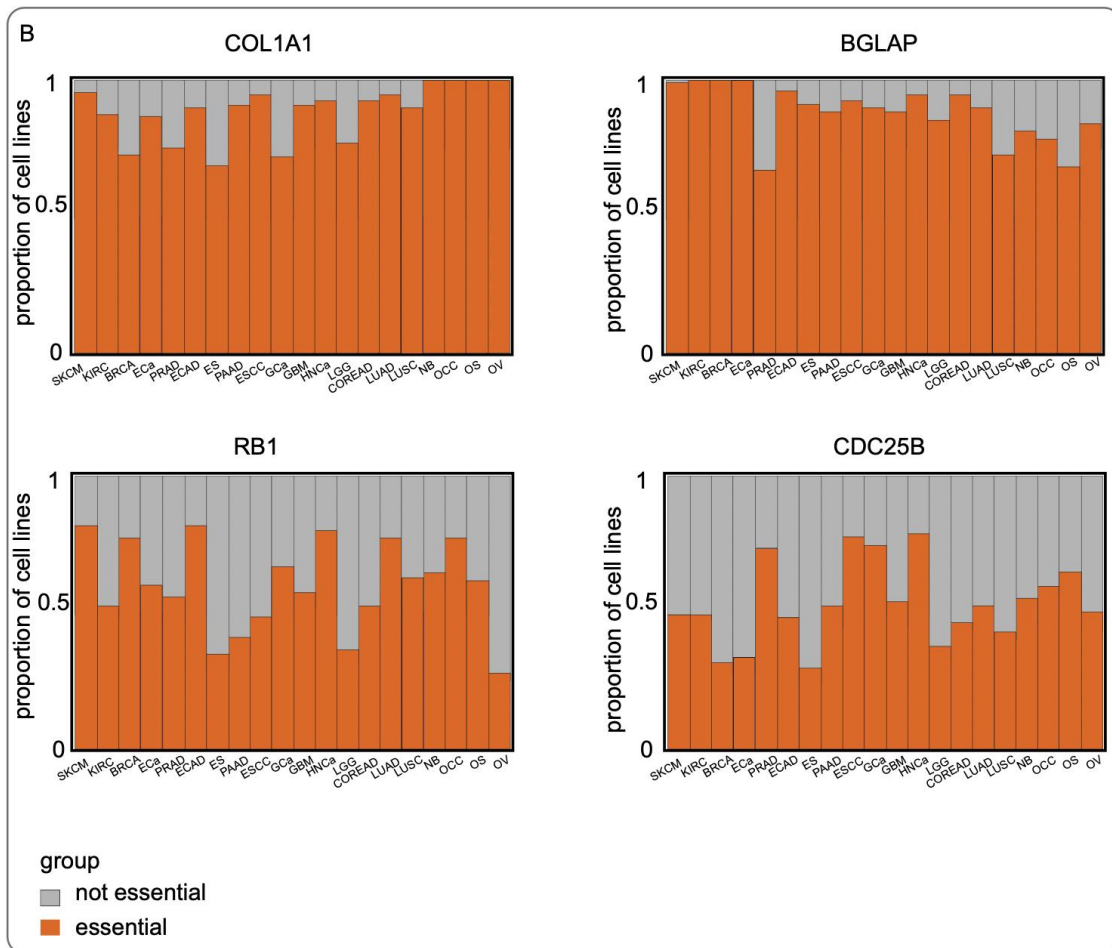 B
COL1A1
proportion of cell lines
1
0.5
0
SKCM KIRC BRCA ECa PRAD ECAD ES PAAD ESCC GCa GBM HNCa LGG COREAD LUAD LUSC NB OCC OS OV
BGLAP
proportion of cell lines
1
0.5
0
SKCM KIRC BRCA ECa PRAD ECAD ES PAAD ESCC GCa GBM HNCa LGG COREAD LUAD LUSC NB OCC OS OV
RB1
proportion of cell lines
1
0.5
0
SKCM KIRC BRCA ECa PRAD ECAD ES PAAD ESCC GCa GBM HNCa LGG COREAD LUAD LUSC NB OCC OS OV
CDC25B
proportion of cell lines
1
0.5
0
SKCM KIRC BRCA ECa PRAD ECAD ES PAAD ESCC GCa GBM HNCa LGG COREAD LUAD LUSC NB OCC OS OV
group
not essential
essential